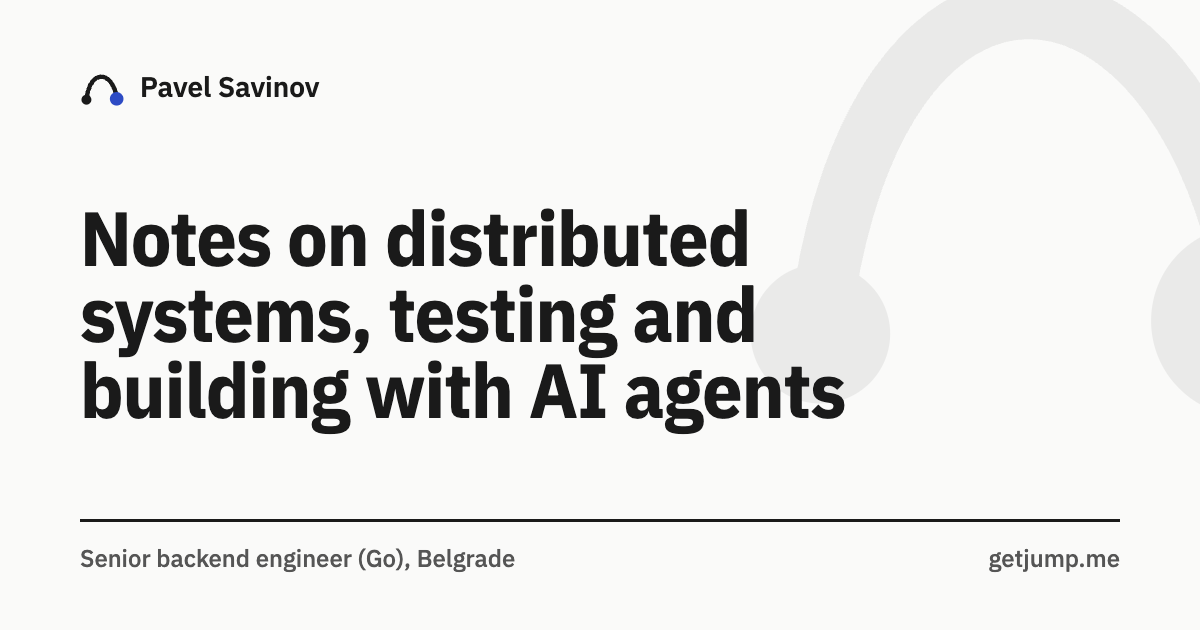 Pavel Savinov
Notes on distributed
systems, testing and
building with AI agents
Senior backend engineer (Go), Belgrade
getjump.me